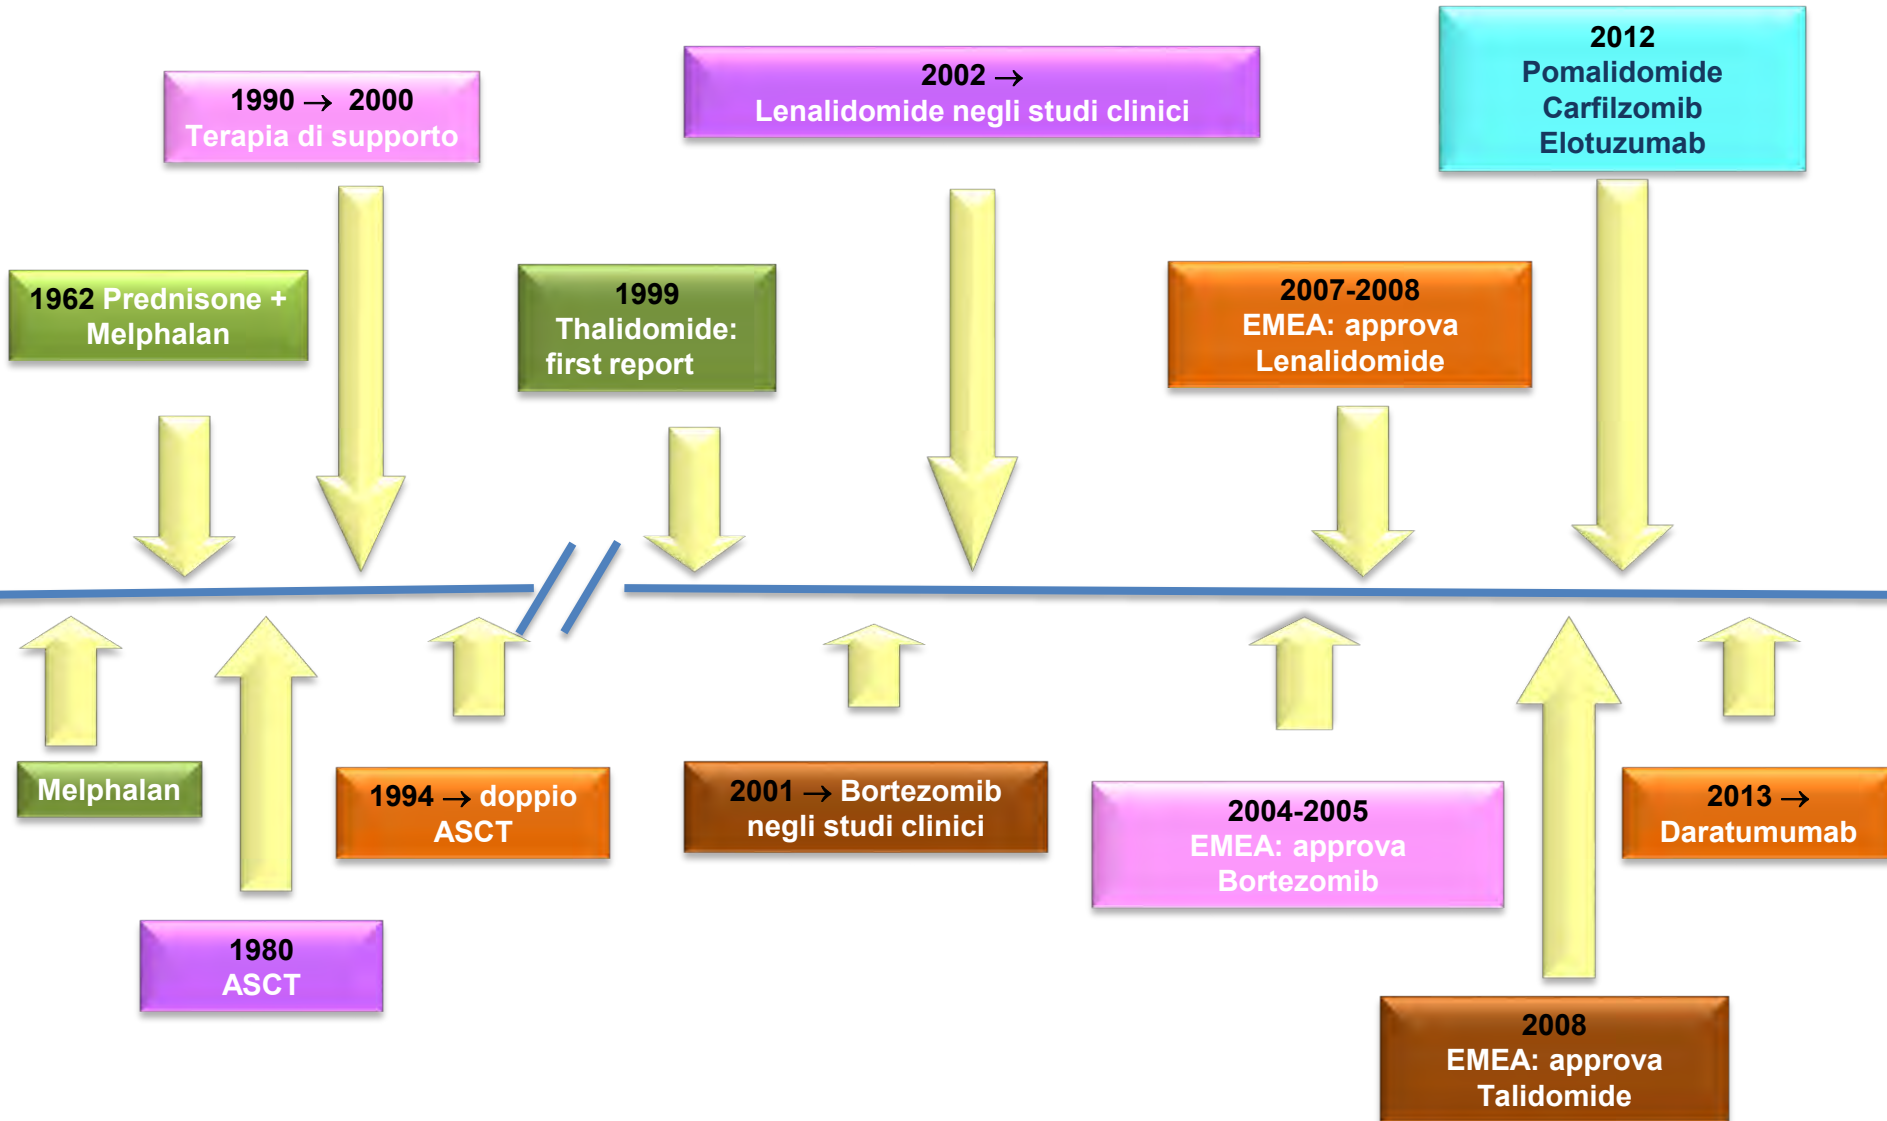 1990 → 2000
Terapia di supporto
2002 →
Lenalidomide negli studi clinici
2012
Pomalidomide
Carfilzomib
Elotuzumab
1962 Prednisone +
Melphalan
1999
Thalidomide:
first report
2007-2008
EMEA: approva
Lenalidomide
Melphalan
1994 → doppio
ASCT
2001 → Bortezomib
negli studi clinici
2004-2005
EMEA: approva
Bortezomib
2013 →
Daratumumab
1980
ASCT
2008
EMEA: approva
Talidomide